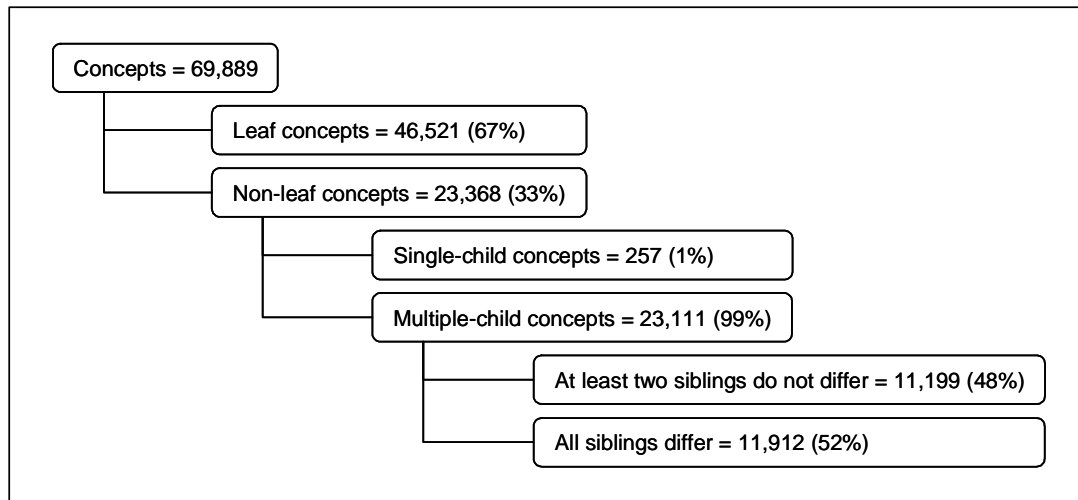 Concepts = 69,889
Leaf concepts = 46,521 (67%)
Non-leaf concepts = 23,368 (33%)
Single-child concepts = 257 (1%)
Multiple-child concepts = 23,111 (99%)
At least two siblings do not differ = 11,199 (48%)
All siblings differ = 11,912 (52%)